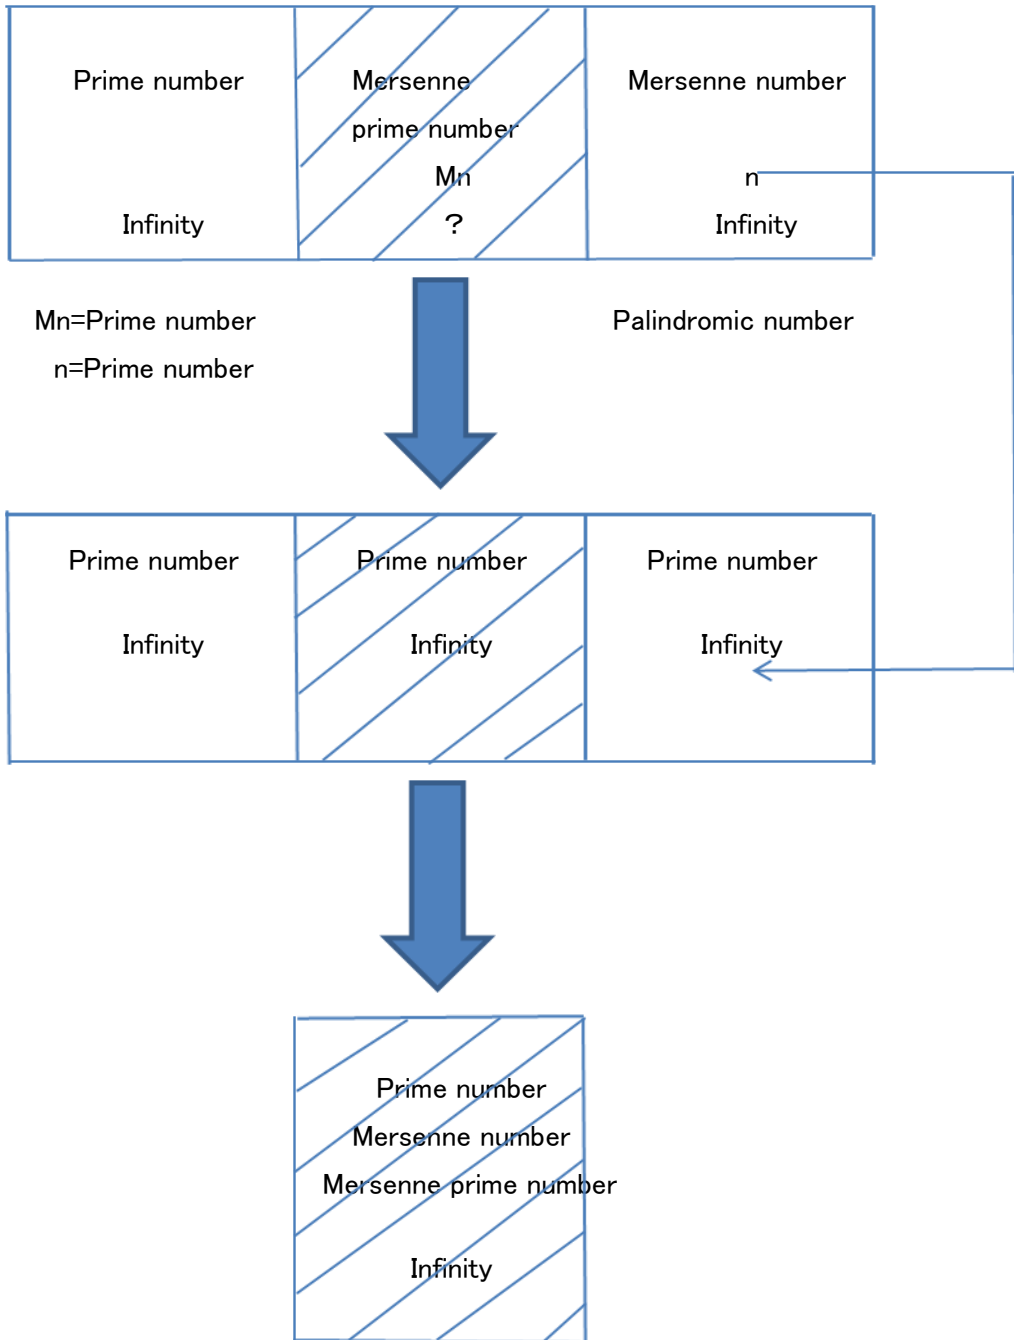 Prime number
Mersenne
prime number
Mersenne number
Mn
n
Infinity
?
Infinity
Mn=Prime number
Palindromic number
n=Prime number
Prime number
Prime number
Prime number
Infinity
Infinity
Infinity
Prime number
Mersenne number
Mersenne prime number
Infinity